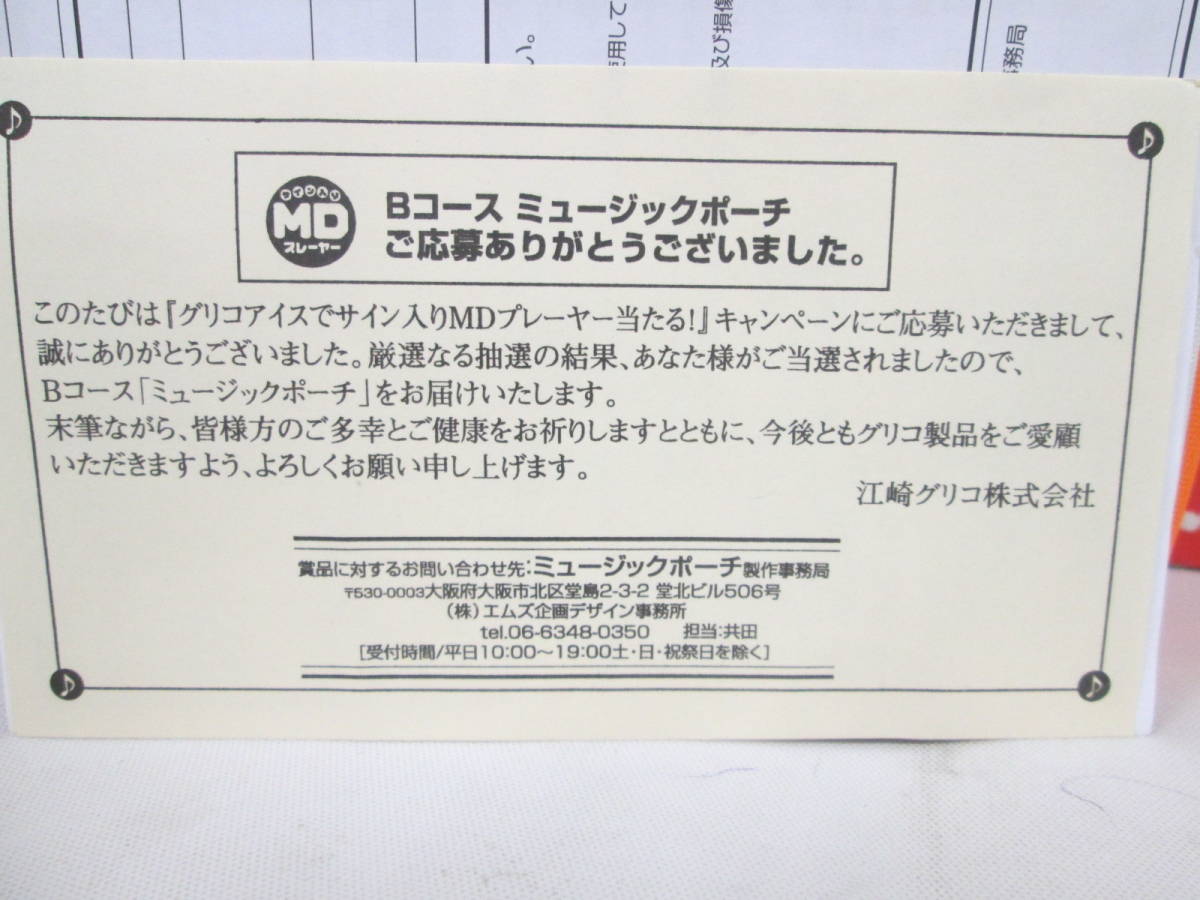 い。
使用して
及び損傷
事務局
サイン入り
MD
プレーヤー
Bコース ミュージックポーチ
ご応募ありがとうございました。
このたびは『グリコアイスでサイン入りMDプレーヤー当たる!』キャンペーンにご応募いただきまして、
誠にありがとうございました。厳選なる抽選の結果、あなた様がご当選されましたので、
Bコース「ミュージックポーチ」をお届けいたします。
末筆ながら、皆様方のご多幸とご健康をお祈りしますとともに、今後ともグリコ製品をご愛顧
いただきますよう、よろしくお願い申し上げます。
江崎グリコ株式会社
賞品に対するお問い合わせ先:ミュージックポーチ製作事務局
〒530-0003大阪府大阪市北区堂島2-3-2 堂北ビル506号
(株)エムズ企画デザイン事務所
tel.06-6348-0350 担当:共田
[受付時間/平日10:00〜19:00土・日・祝祭日を除く]